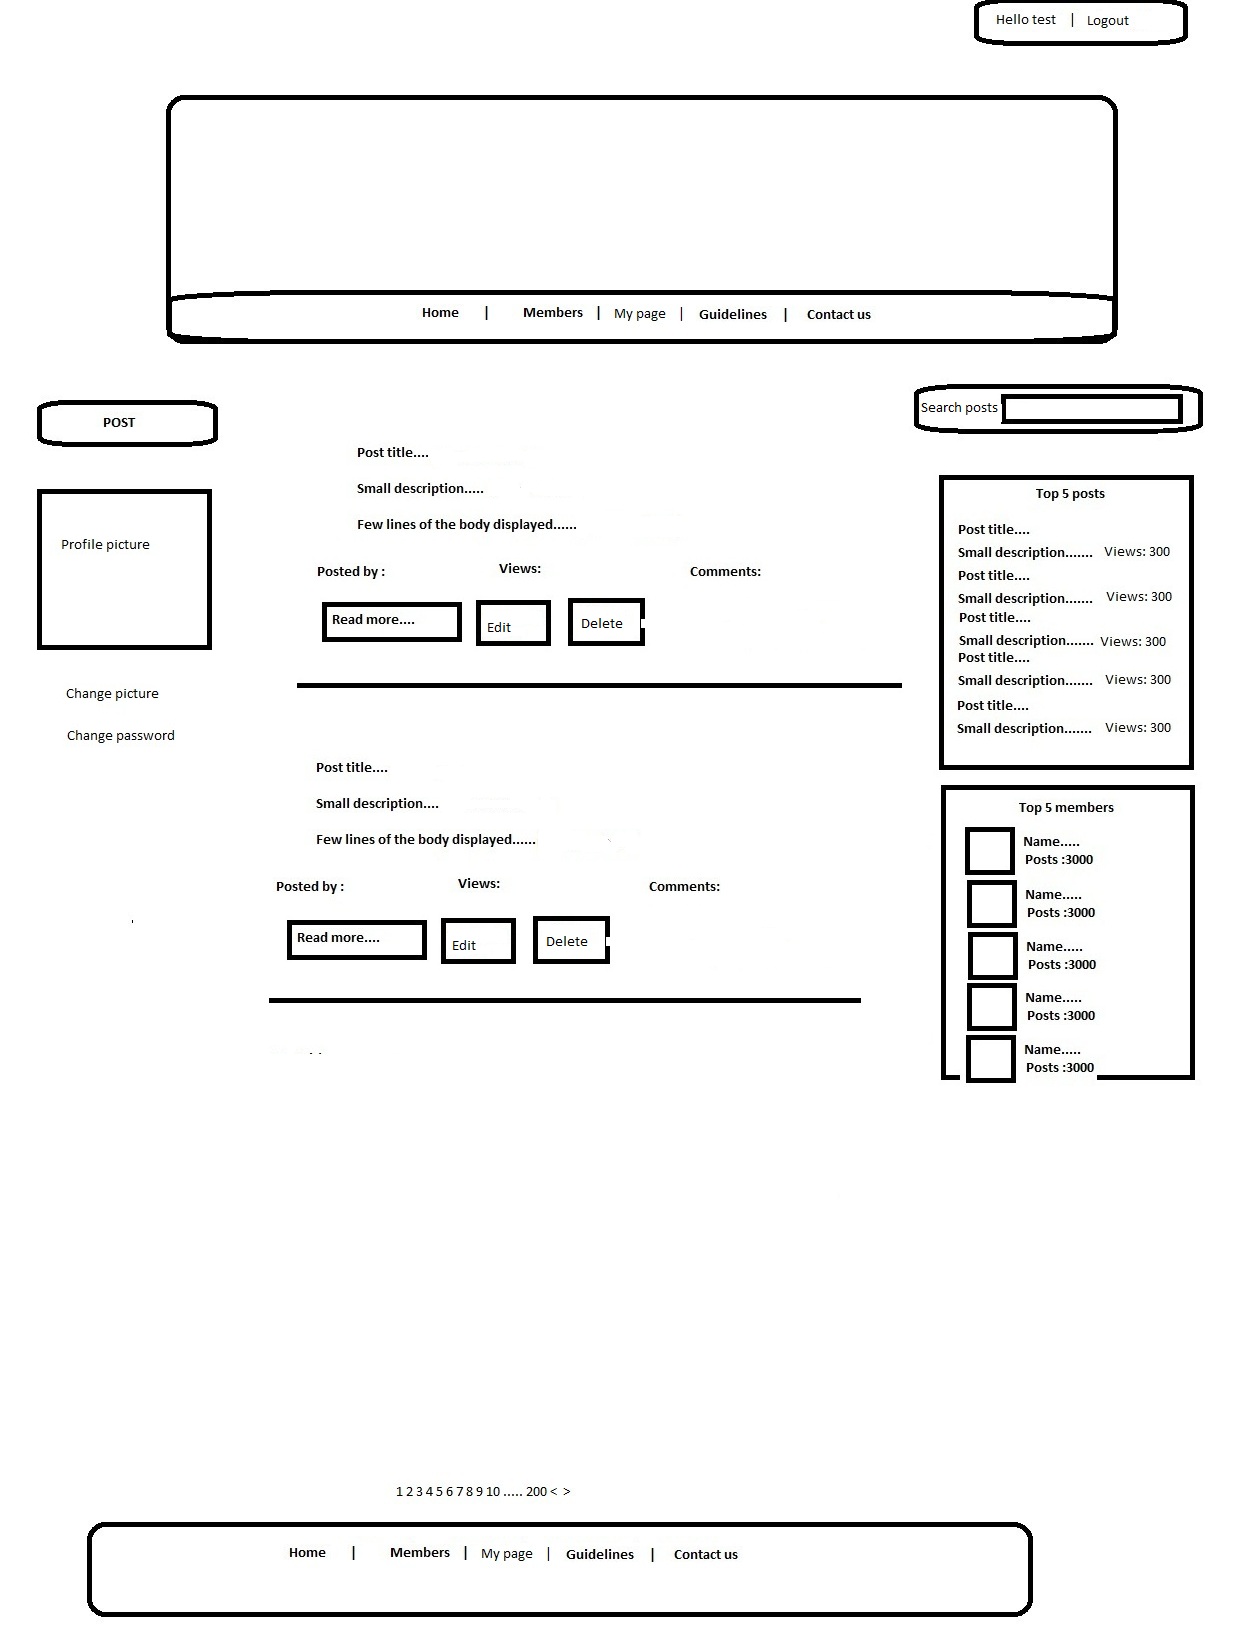 Hello test | Logout
Home | Members | My page | Guidelines | Contact us
POST
Profile picture
Change picture
Change password
Post title....
Small description.....
Few lines of the body displayed......
Posted by : Views: Comments:
Read more.... Edit Delete
Post title....
Small description....
Few lines of the body displayed......
Posted by : Views: Comments:
Read more.... Edit Delete
Search posts
Top 5 posts
Post title....
Small description....... Views: 300
Post title....
Small description....... Views: 300
Post title....
Small description....... Views: 300
Post title....
Small description....... Views: 300
Post title....
Small description....... Views: 300
Top 5 members
Name.....
Posts :3000
Name.....
Posts :3000
Name.....
Posts :3000
Name.....
Posts :3000
Name.....
Posts :3000
1 2 3 4 5 6 7 8 9 10 ..... 200 < >
Home | Members | My page | Guidelines | Contact us